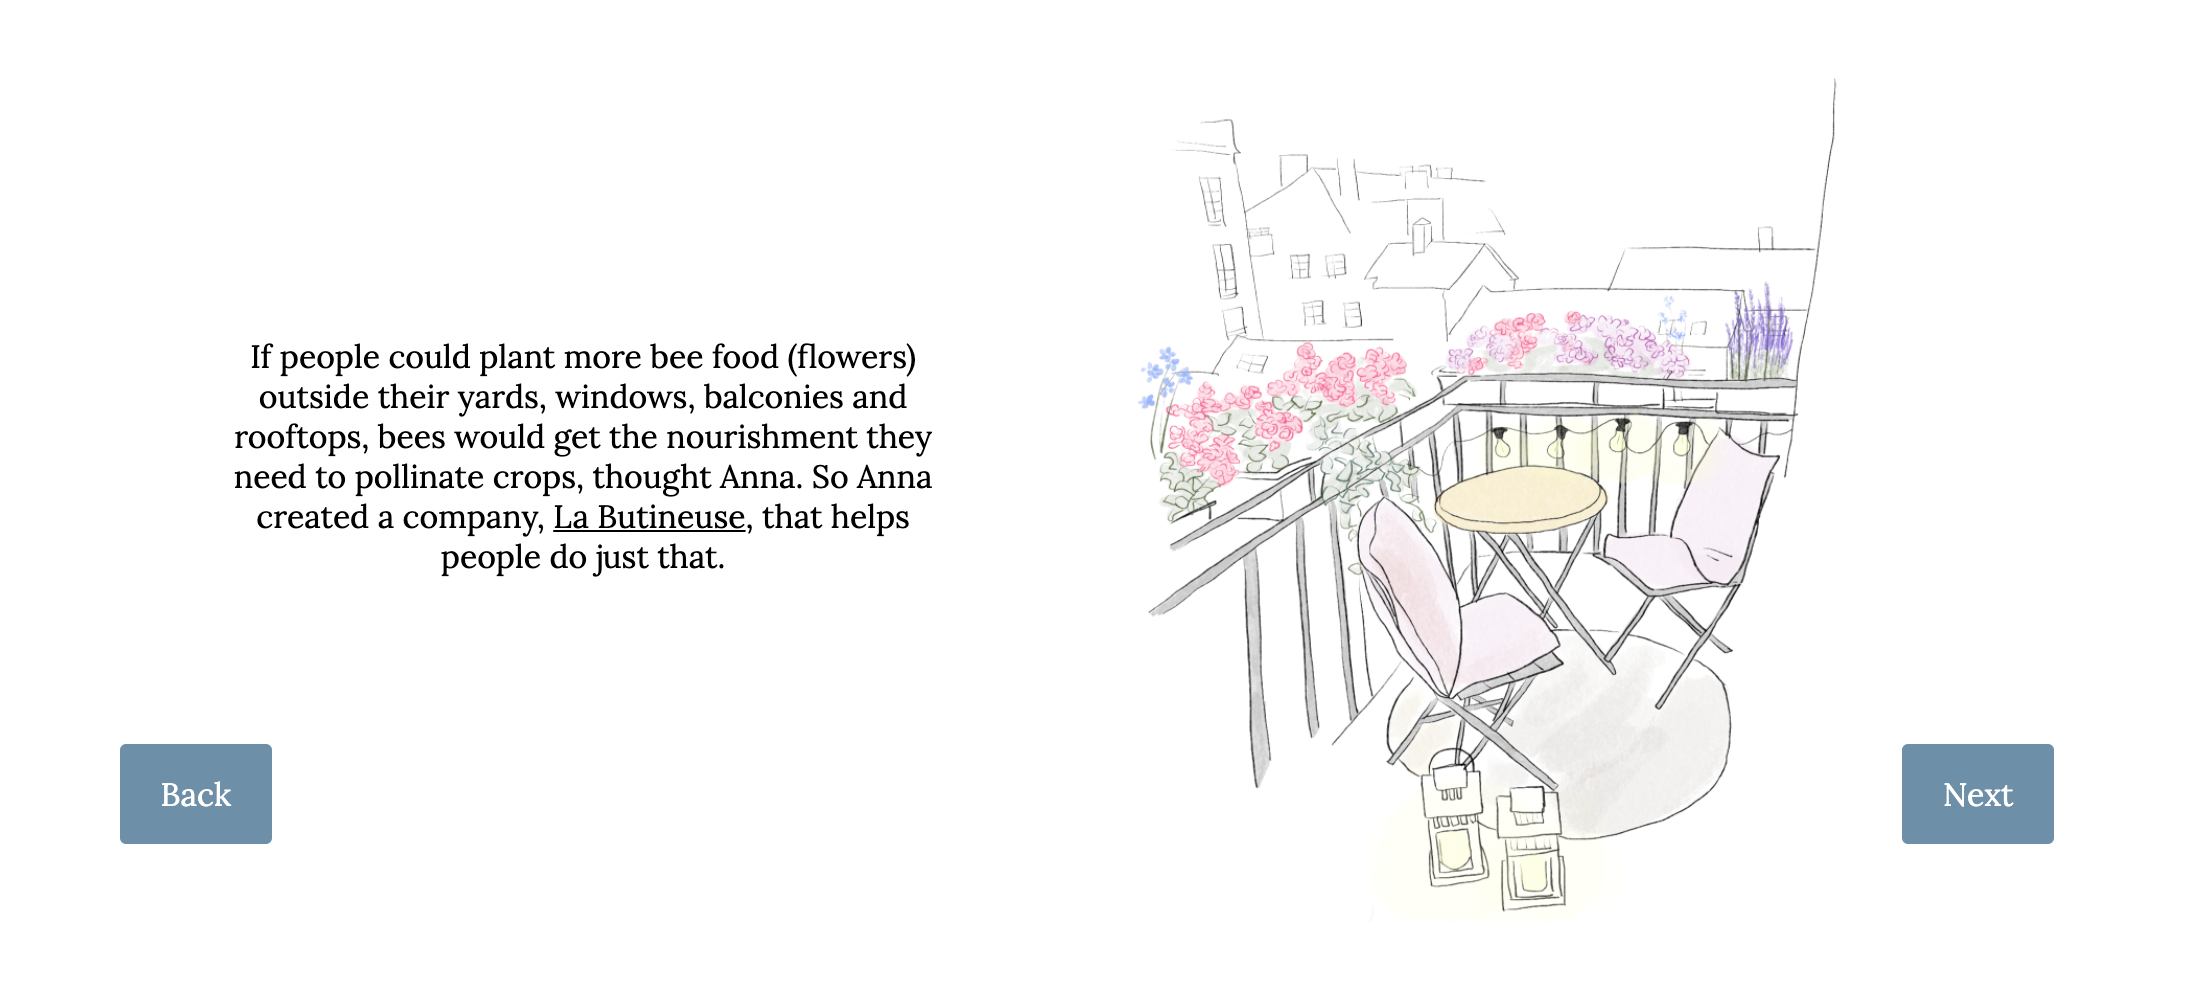 If people could plant more bee food (flowers)
outside their yards, windows, balconies and
rooftops, bees would get the nourishment they
need to pollinate crops, thought Anna. So Anna
created a company, La Butineuse, that helps
people do just that.
Back
Next